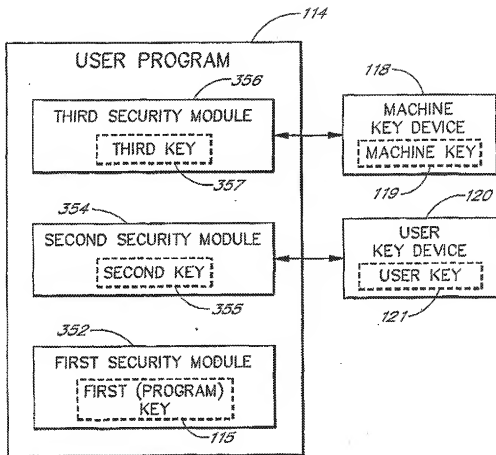 114
USER PROGRAM
356
THIRD SECURITY MODULE
THIRD KEY
357
118
MACHINE
KEY DEVICE
MACHINE KEY
119
354
SECOND SECURITY MODULE
SECOND KEY
355
120
USER
KEY DEVICE
USER KEY
121
352
FIRST SECURITY MODULE
FIRST (PROGRAM)
KEY
115